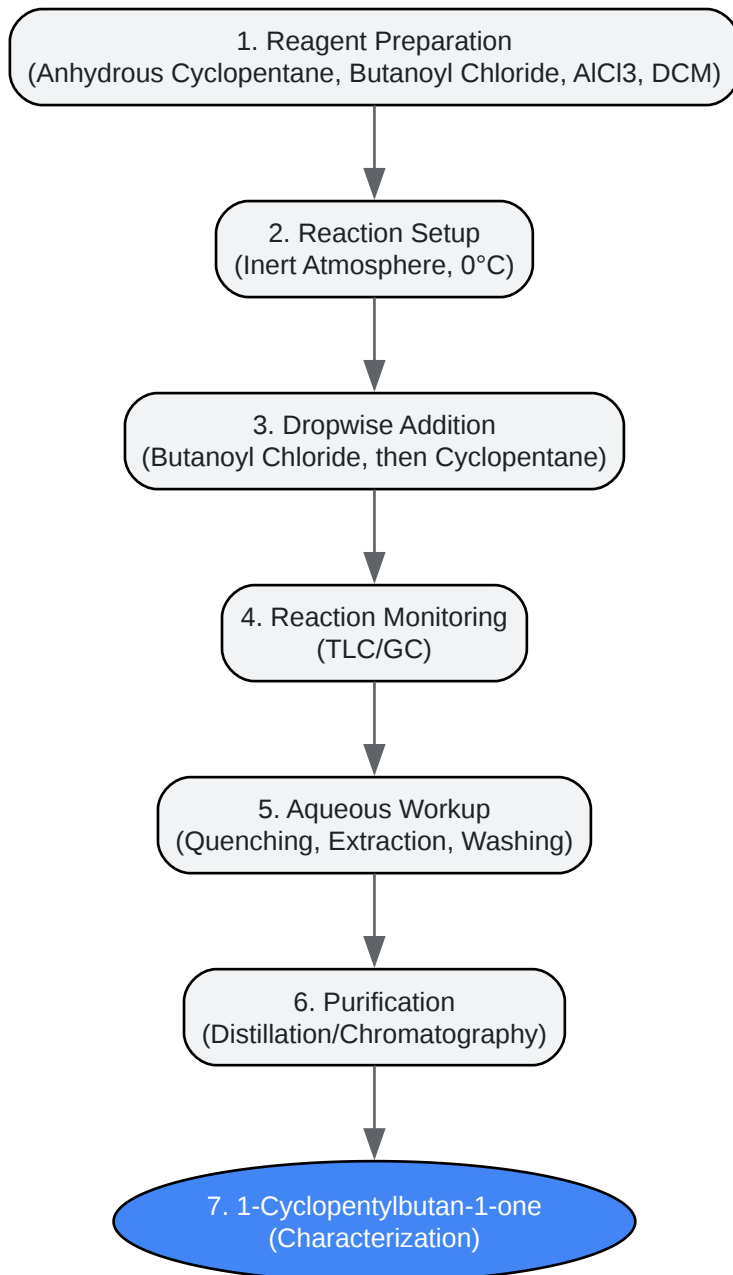 1. Reagent Preparation
(Anhydrous Cyclopentane, Butanoyl Chloride, AlCl3, DCM)
2. Reaction Setup
(Inert Atmosphere, 0°C)
3. Dropwise Addition
(Butanoyl Chloride, then Cyclopentane)
4. Reaction Monitoring
(TLC/GC)
5. Aqueous Workup
(Quenching, Extraction, Washing)
6. Purification
(Distillation/Chromatography)
7. 1-Cyclopentylbutan-1-one
(Characterization)